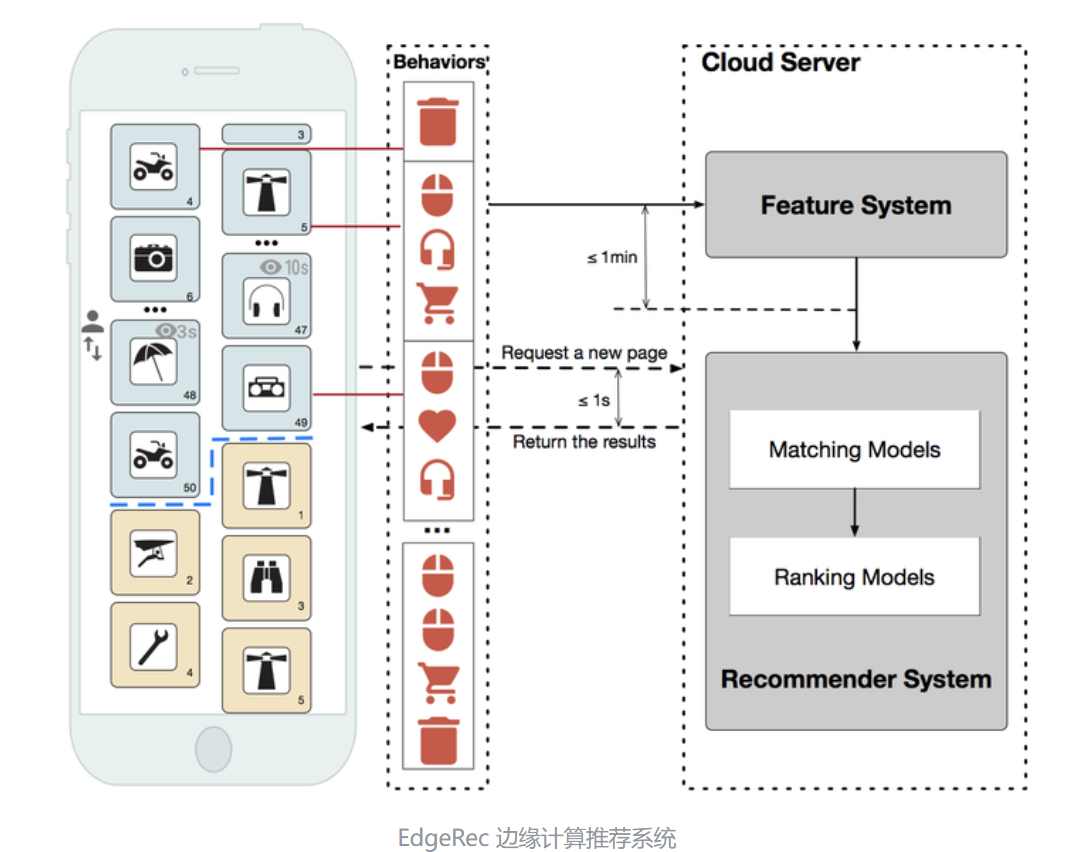 Behaviors
Cloud Server
3
4
5
•••
6
•••
10s
47
3s
48
49
50
1
2
3
4
5
•••
Feature System
≤ 1min
Request a new page
≤ 1s
Return the results
Matching Models
Ranking Models
Recommender System
EdgeRec 边缘计算推荐系统